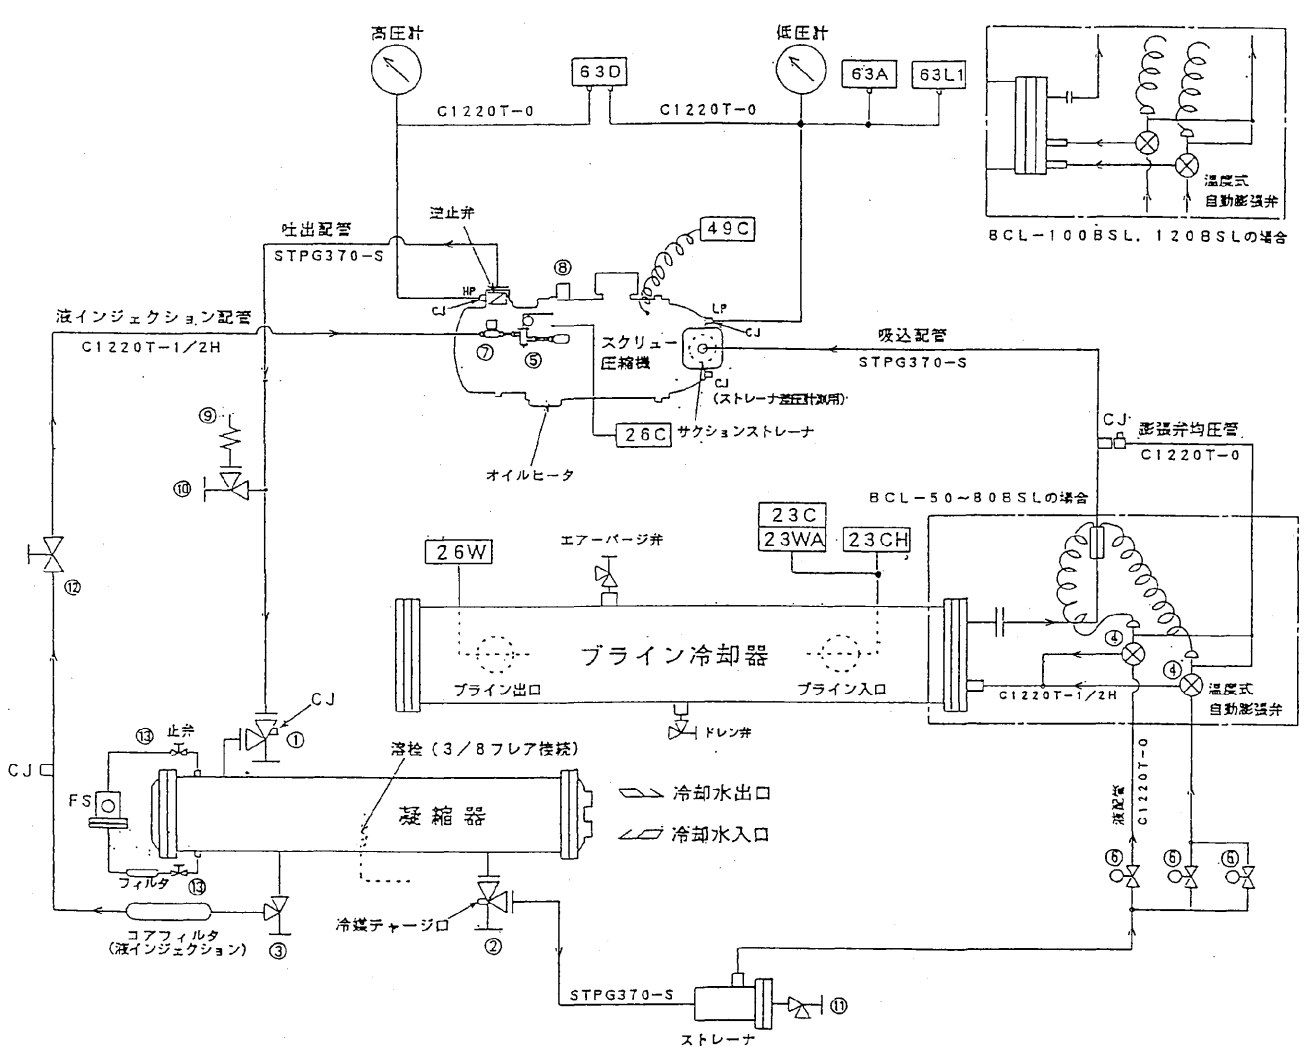 高圧計
低圧計
63D
63A
63L1
C1220T-0
C1220T-0
温度式
自動膨張弁
BCL-100BSL, 120BSLの場合
逆止弁
吐出配管
STPG370-S
49C
⑧
HP
CJ
LP
CJ
液インジェクション配管
C1220T-1/2H
⑦
⑤
スクリュー
圧縮機
吸込配管
STPG370-S
CJ
(ストレーナ差圧計測用)
⑨
26C
サクションストレーナ
CJ
膨張弁均圧管
C1220T-0
オイルヒータ
⑩
BCL-50~80BSLの場合
23C
23WA
23CH
26W
エアーパージ弁
⑫
ブライン冷却器
④
④
ブライン出口
ブライン入口
C1220T-1/2H
温度式
自動膨張弁
CJ
①
ドレン弁
⑬
止弁
溶栓(3/8フレア接続)
CJ
FS
凝縮器
冷却水出口
冷却水入口
液配管
C1220T-0
⑥
⑥
⑥
フィルタ
⑬
冷媒チャージ口
コアフィルタ
(液インジェクション)
③
②
STPG370-S
⑪
ストレーナ